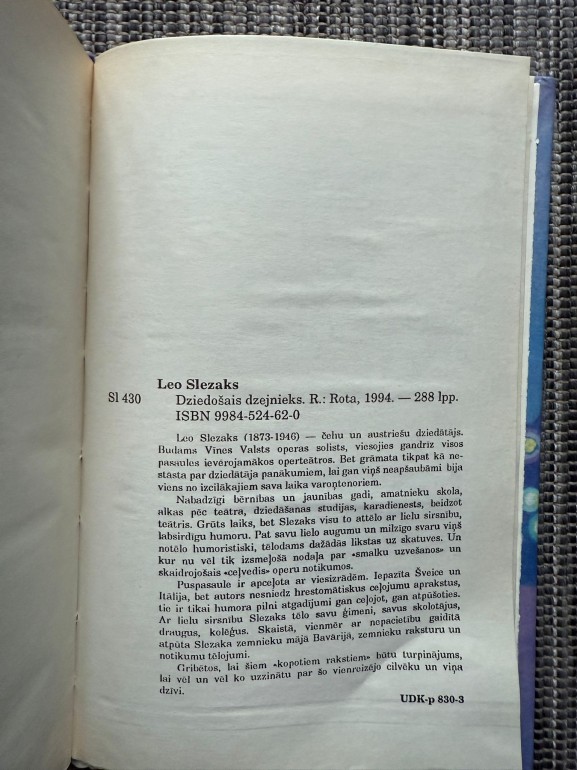 Leo Slezaks
Sl 430 Dziedošais dzejnieks. R.: Rota, 1994. — 288 lpp.
ISBN 9984-524-62-0
Leo Slezaks (1873-1946) — čehu un austriešu dziedātājs.
Būdams Vīnes Valsts operas solists, viesojies gandrīz visos
pasaules ievērojamākos operteātros. Bet grāmata tikpat kā ne-
stāsta par dziedātāja panākumiem, lai gan viņš neapšaubāmi bija
viens no izcilākajiem sava laika varoņtenoriem.
Nabadzīgi bērnības un jaunības gadi, amatnieku skola,
alkas pēc teātra, dziedāšanas studijas, karadienests, beidzot
teātris. Grūts laiks, bet Slezaks visu to attēlo ar lielu sirsnību,
labsirdīgu humoru. Pat savu lielo augumu un milzīgo svaru viņš
notēlo humoristiski, tēlodams dažādās likstas uz skatuves. Un
kur nu vēl tik izsmeļošā nodaļa par «smalku uzvešanos» un
skaidrojošais «ceļvedis» operu notikumos.
Puspasaule ir apceļota ar viesizrādēm. Iepazīta Šveice un
Itālija, bet autors nesniedz hrestomātiskus ceļojumu aprakstus,
tie ir tikai humora pilni atgadījumi gan ceļojot, gan atpūšoties.
Ar lielu sirsnību Slezaks tēlo savu ģimeni, savus skolotājus,
draugus, kolēģus. Skaistā, vienmēr ar nepacietību gaidītā
atpūta Slezaka zemnieku mājā Bavārijā, zemnieku raksturu un
notikumu tēlojumi.
Gribētos, lai šiem «kopotiem rakstiem» būtu turpinājums,
lai vēl un vēl ko uzzinātu par šo vienreizējo cilvēku un viņa
dzīvi.
UDK-p 830-3